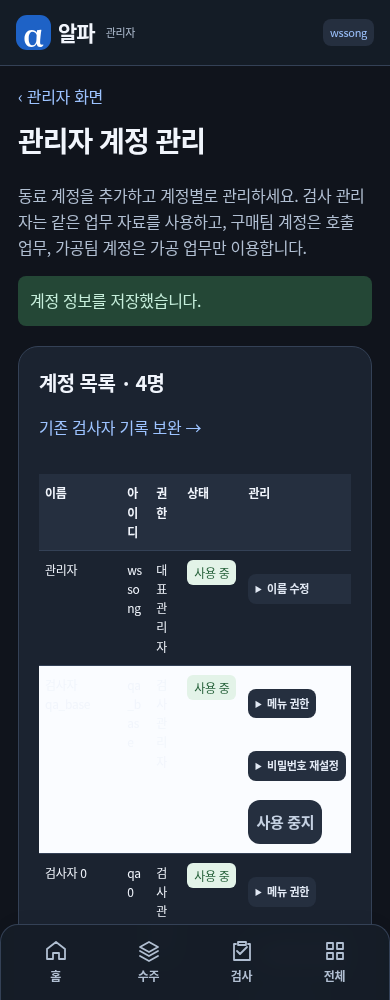 α 알파 관리자 wssong
‹ 관리자 화면
관리자 계정 관리
동료 계정을 추가하고 계정별로 관리하세요. 검사 관리
자는 같은 업무 자료를 사용하고, 구매팀 계정은 호출
업무, 가공팀 계정은 가공 업무만 이용합니다.
계정 정보를 저장했습니다.
계정 목록 · 4명
기존 검사자 기록 보완 →
이름 아이디 권한 상태 관리
관리자 wssong 대표관리자 사용 중 ▶ 이름 수정
사용 중 ▶ 메뉴 권한
▶ 비밀번호 재설정
사용 중지
검사자 0 qa0 검사관 사용 중 ▶ 메뉴 권한
홈 수주 검사 전체